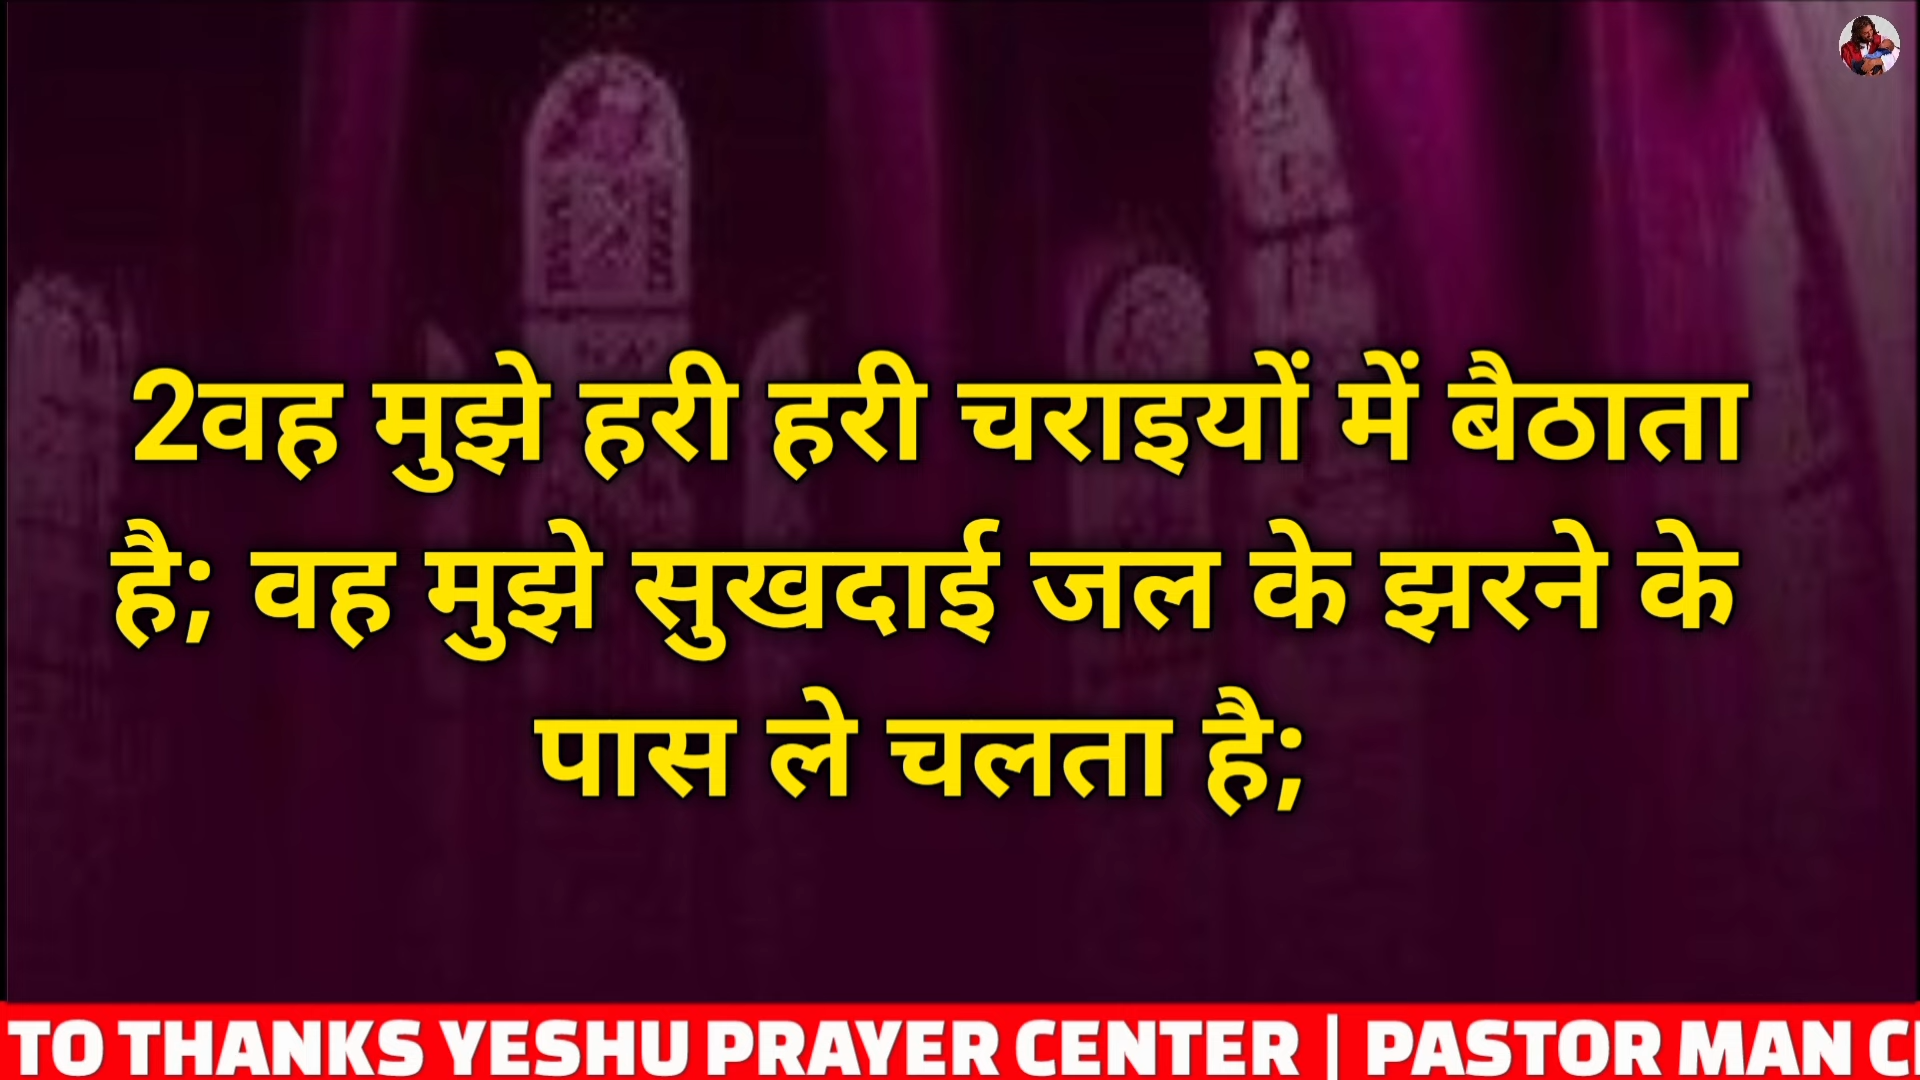 2वह मुझे हरी हरी चराइयों में बैठाता
है; वह मुझे सुखदाई जल के झरने के
पास ले चलता है;
TO THANKS YESHU PRAYER CENTER | PASTOR MAN